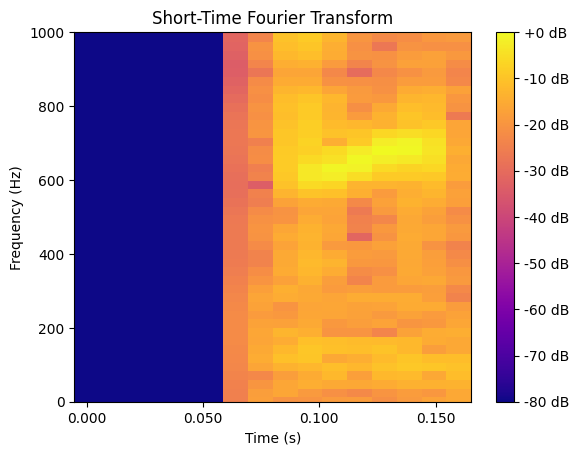 Short-Time Fourier Transform
1000
800
600
400
200
0
Frequency (Hz)
0.000
0.050
0.100
0.150
Time (s)
+0 dB
-10 dB
-20 dB
-30 dB
-40 dB
-50 dB
-60 dB
-70 dB
-80 dB